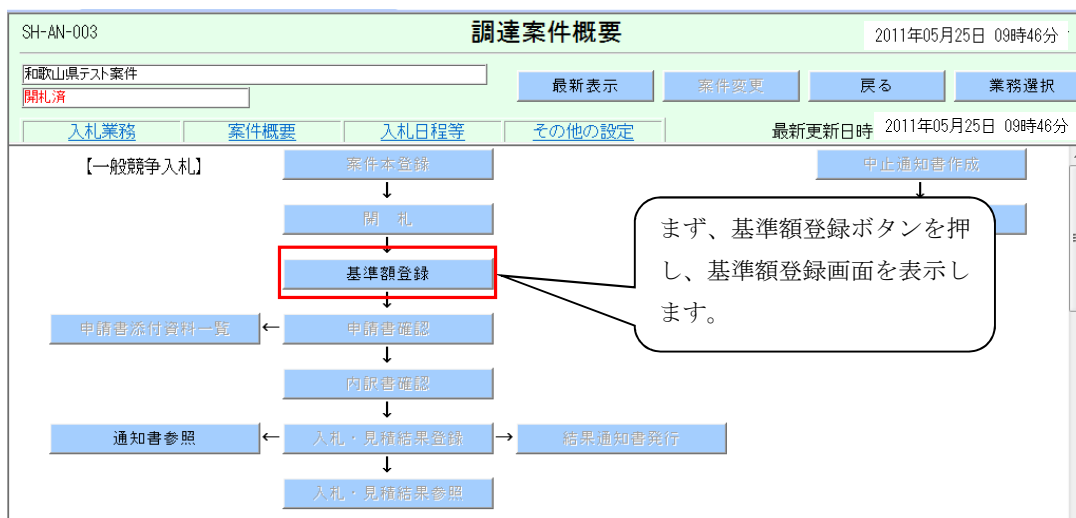 SH-AN-003
調達案件概要
2011年05月25日 09時46分
和歌山県テスト案件
開札済
最新表示
案件変更
戻る
業務選択
入札業務
案件概要
入札日程等
その他の設定
最新更新日時 2011年05月25日 09時46分
【一般競争入札】
案件本登録
中止通知書作成
開 札
まず、基準額登録ボタンを押
し、基準額登録画面を表示し
ます。
基準額登録
申請書添付資料一覧
申請書確認
内訳書確認
通知書参照
入札・見積結果登録
結果通知書発行
入札・見積結果参照